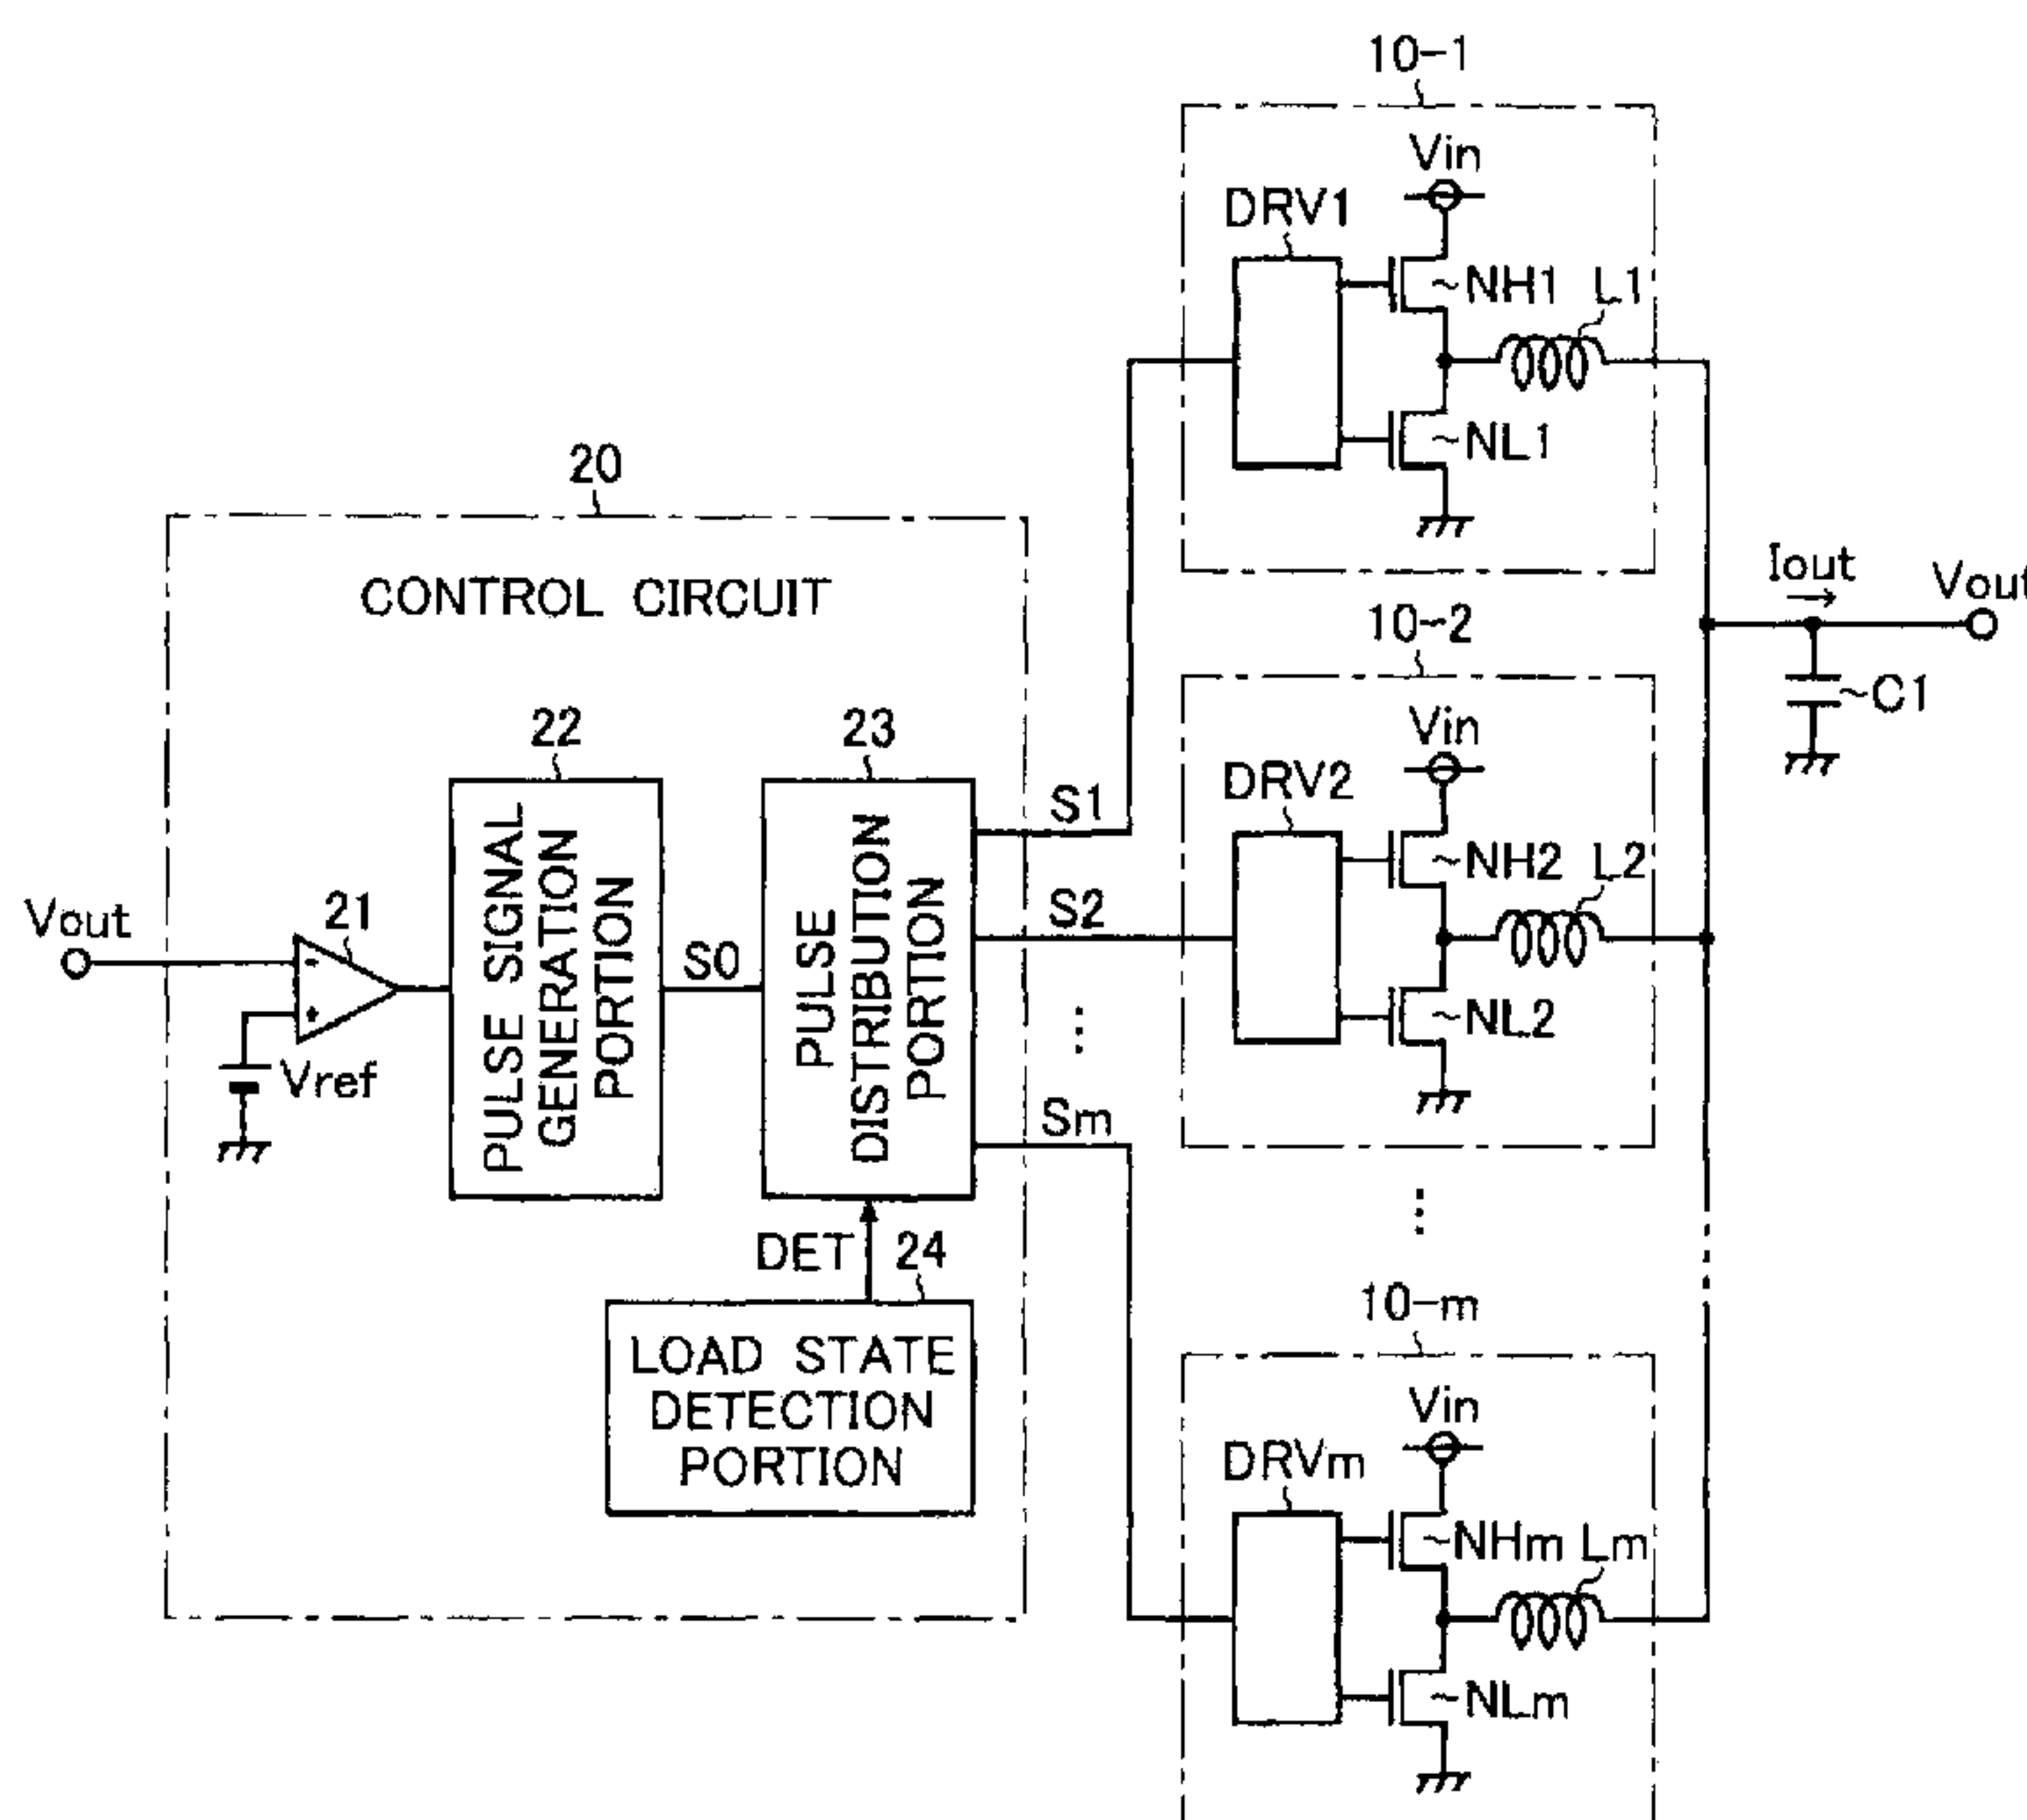 10-1
Vin
DRV1
NH1
L1
NL1
20
CONTROL CIRCUIT
Iout
→
Vout
C1
10-2
22
23
Vin
DRV2
S1
NH2
L2
Vout
21
-
+
Vref
PULSE SIGNAL
GENERATION
PORTION
S0
PULSE
DISTRIBUTION
PORTION
S2
⋮
NL2
Sm
DET
24
⋮
LOAD STATE
DETECTION
PORTION
10-m
Vin
DRVm
NHm
Lm
NLm